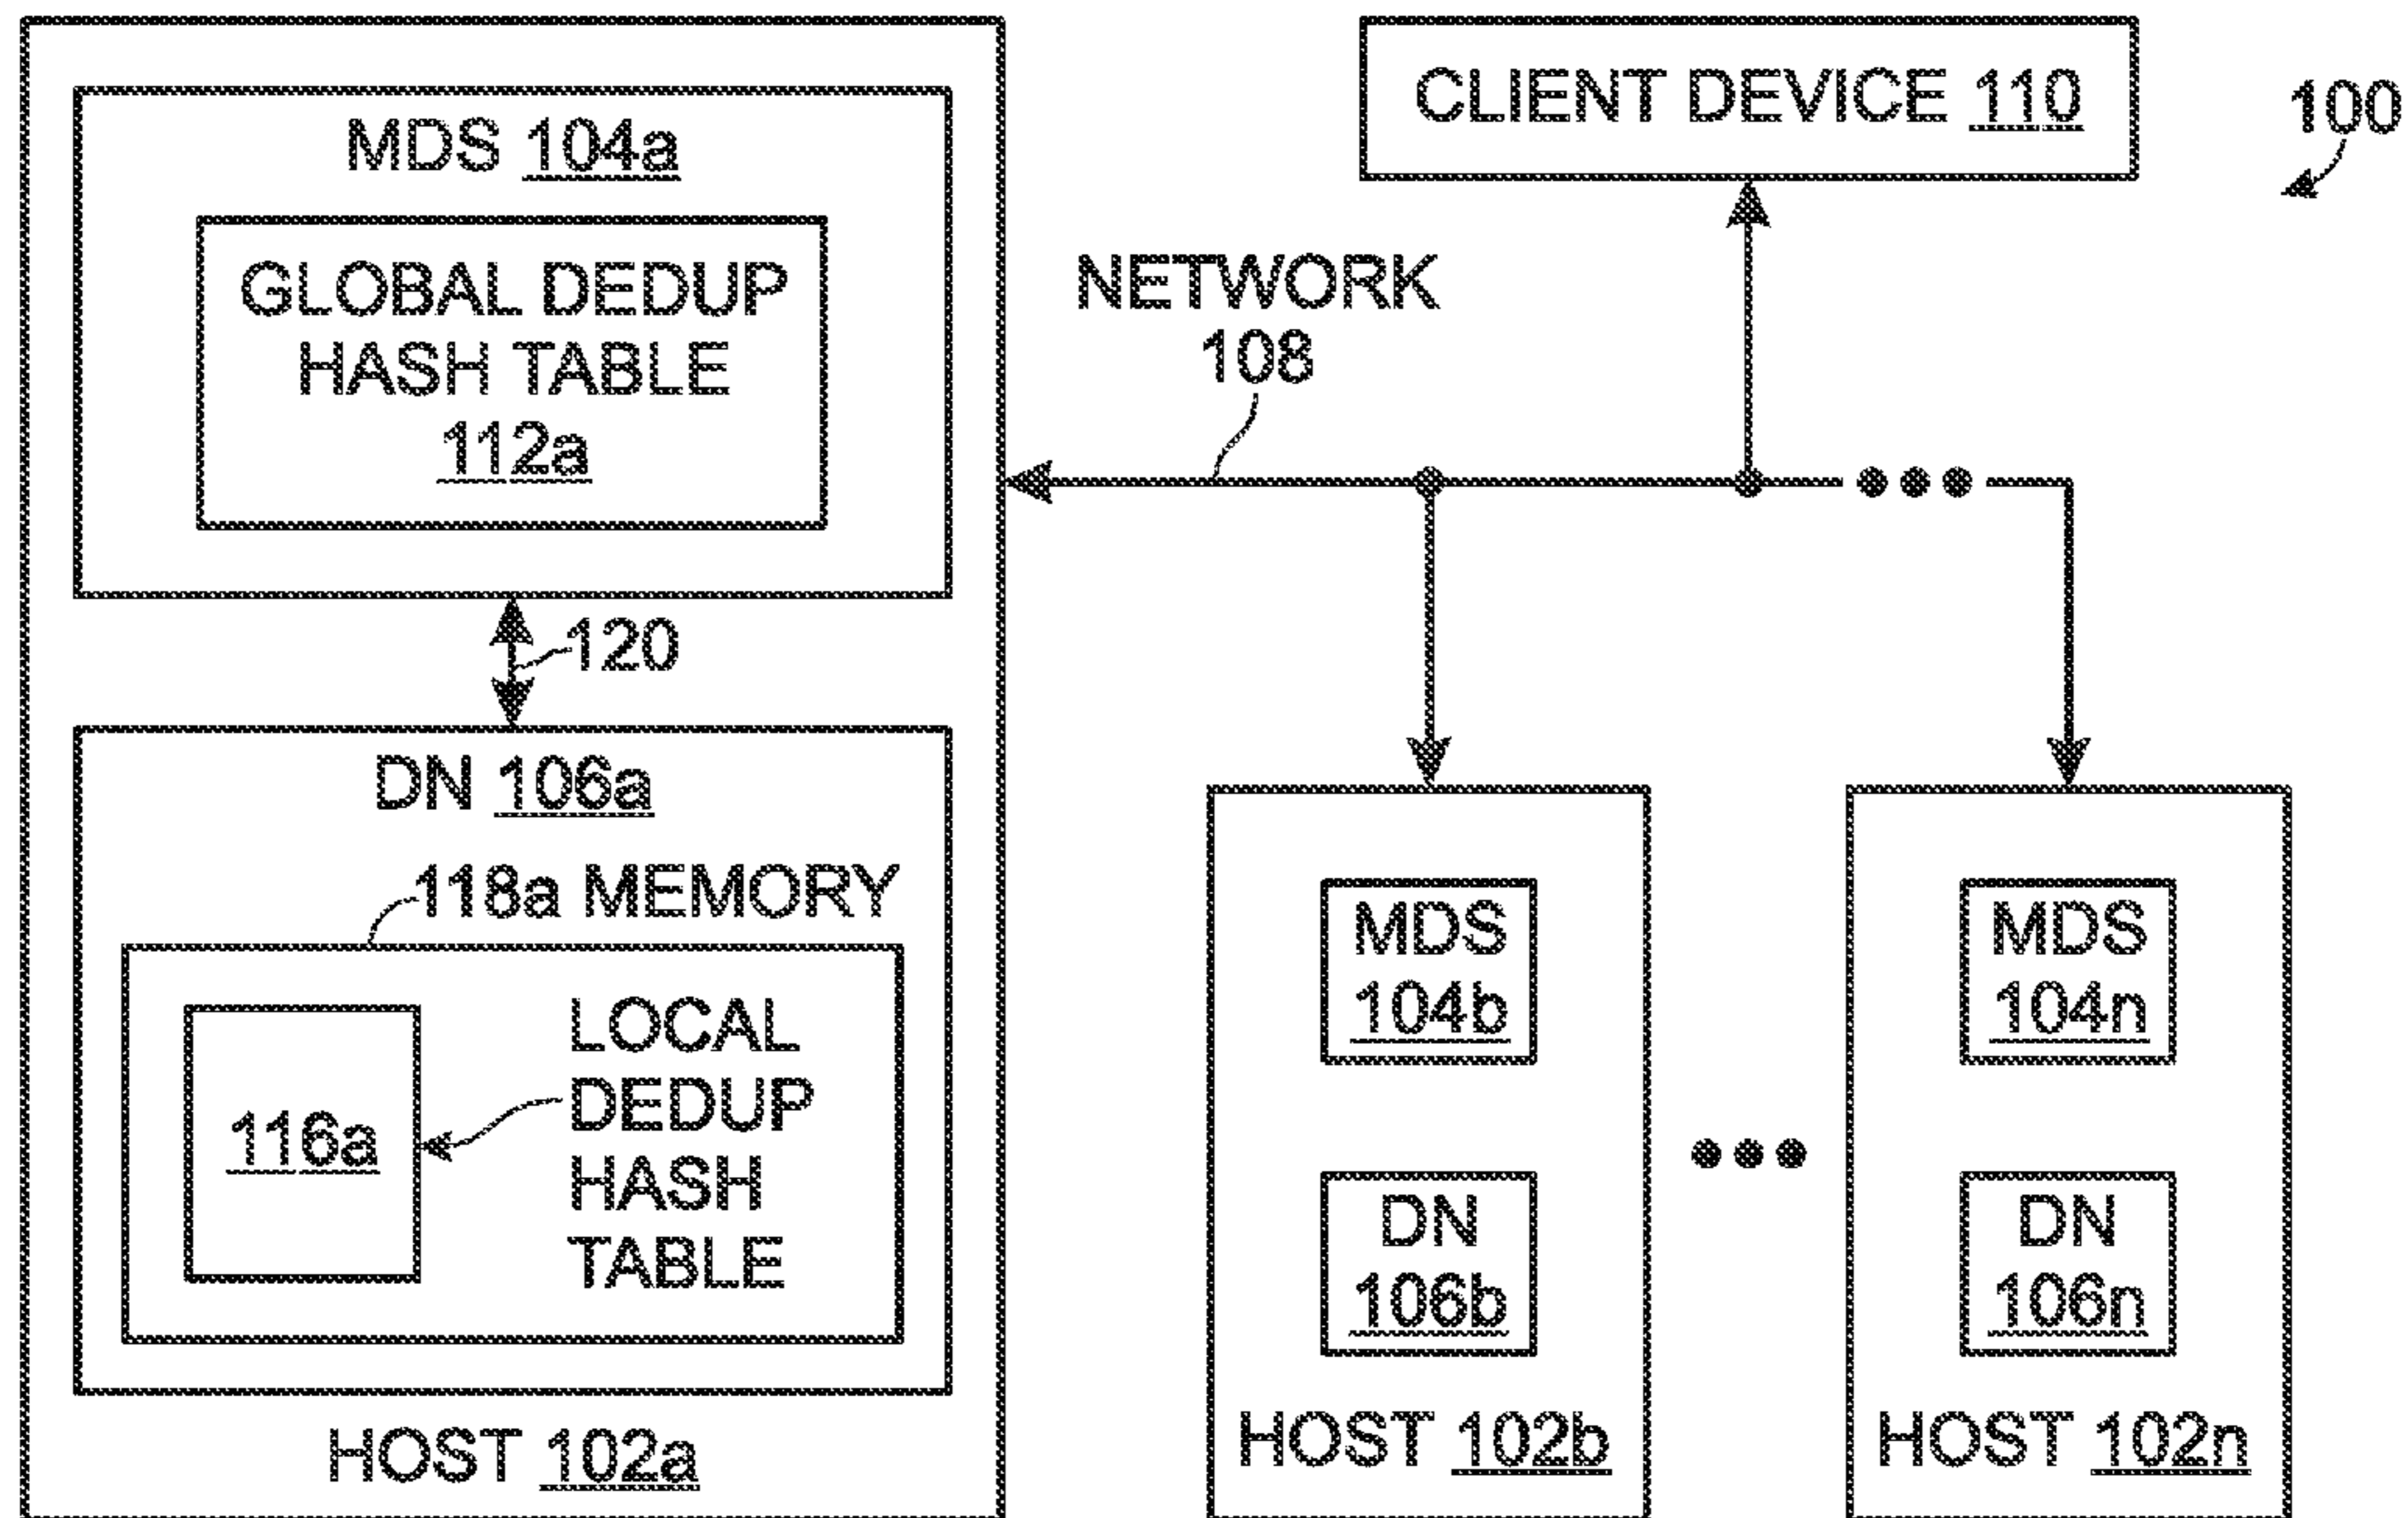 MDS 104a
GLOBAL DEDUP
HASH TABLE
112a
120
DN 106a
118a MEMORY
116a
LOCAL
DEDUP
HASH
TABLE
HOST 102a
CLIENT DEVICE 110
100
NETWORK
108
MDS
104b
DN
106b
HOST 102b
MDS
104n
DN
106n
HOST 102n